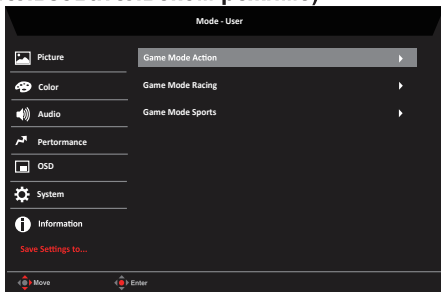 Mode - User
Picture
Game Mode Action
Color
Game Mode Racing
Audio
Game Mode Sports
Pertormance
OSD
System
Information
Save Settings to...
Move
Enter